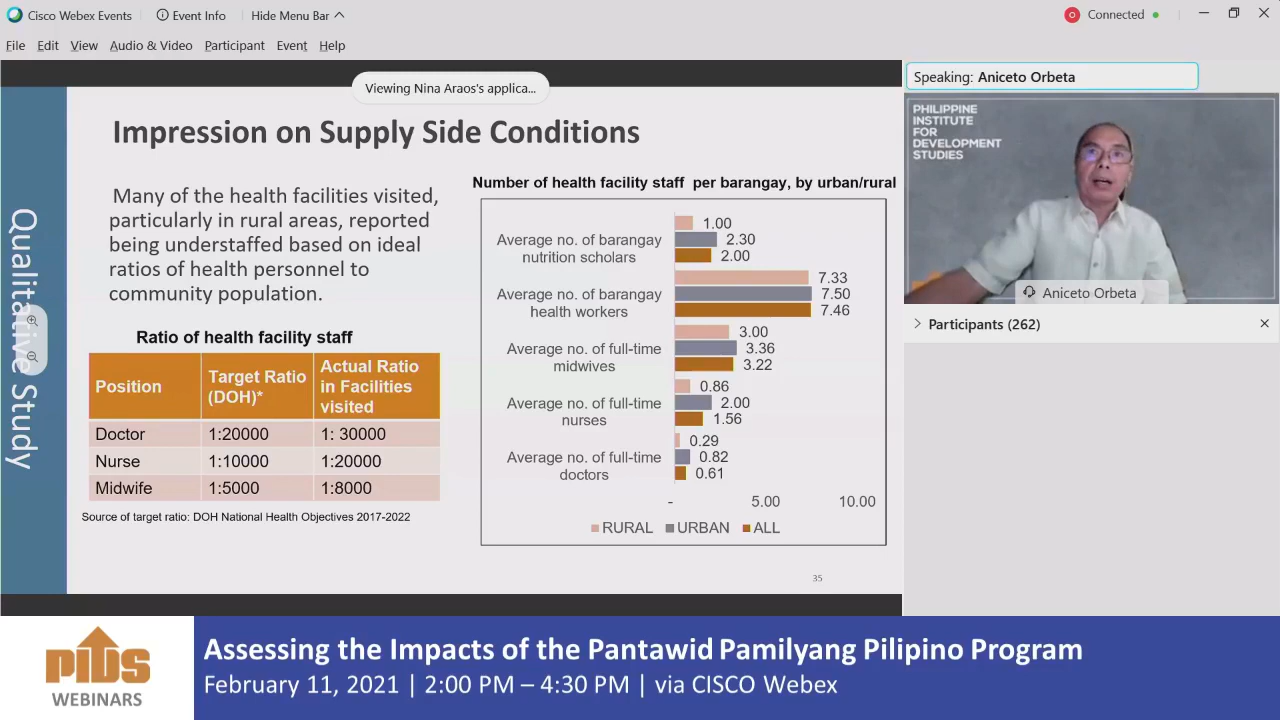 Cisco Webex Events
Event Info
Hide Menu Bar
Connected
File Edit View Audio & Video Participant Event Help
Viewing Nina Araos's applica...
Speaking: Aniceto Orbeta
PHILIPPINE
INSTITUTE
FOR
DEVELOPMENT
STUDIES
Aniceto Orbeta
Participants (262)
Qualitative Study
Impression on Supply Side Conditions
Many of the health facilities visited,
particularly in rural areas, reported
being understaffed based on ideal
ratios of health personnel to
community population.
Ratio of health facility staff
Position Target Ratio (DOH)* Actual Ratio in Facilities visited
Doctor 1:20000 1: 30000
Nurse 1:10000 1:20000
Midwife 1:5000 1:8000
Source of target ratio: DOH National Health Objectives 2017-2022
Number of health facility staff per barangay, by urban/rural
Average no. of barangay
nutrition scholars
1.00
2.30
2.00
Average no. of barangay
health workers
7.33
7.50
7.46
Average no. of full-time
midwives
3.00
3.36
3.22
Average no. of full-time
nurses
0.86
2.00
1.56
Average no. of full-time
doctors
0.29
0.82
0.61
- 5.00 10.00
RURAL URBAN ALL
35
PIDS
WEBINARS
Assessing the Impacts of the Pantawid Pamilyang Pilipino Program
February 11, 2021 | 2:00 PM – 4:30 PM | via CISCO Webex